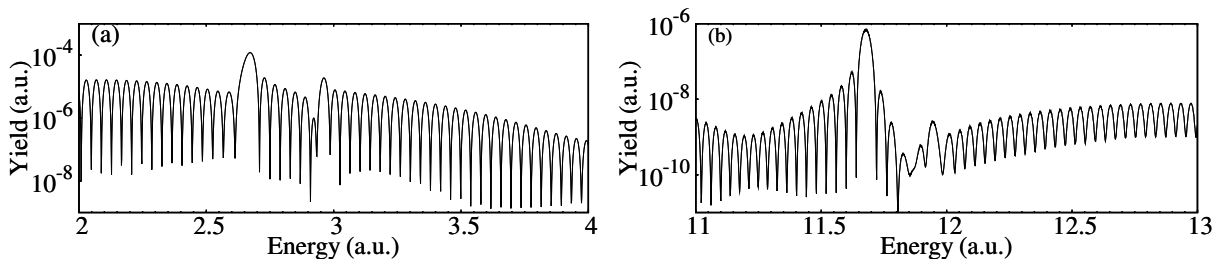 (a)
Yield (a.u.)
10-4
10-6
10-8
2 2.5 3 3.5 4
Energy (a.u.)
(b)
Yield (a.u.)
10-6
10-8
10-10
11 11.5 12 12.5 13
Energy (a.u.)